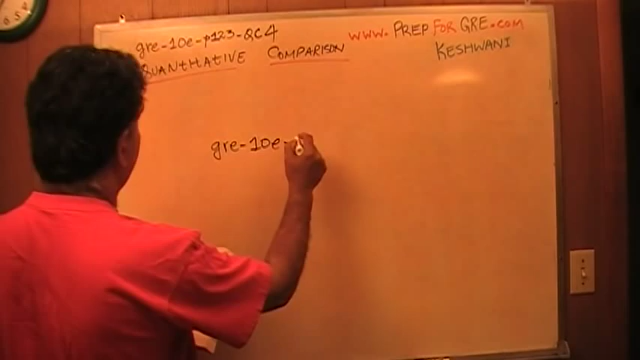 gre-10e-p123-QC4
QUANTITATIVE COMPARISON
www.PREPFORGRE.com
KESHWANI
gre-10e-